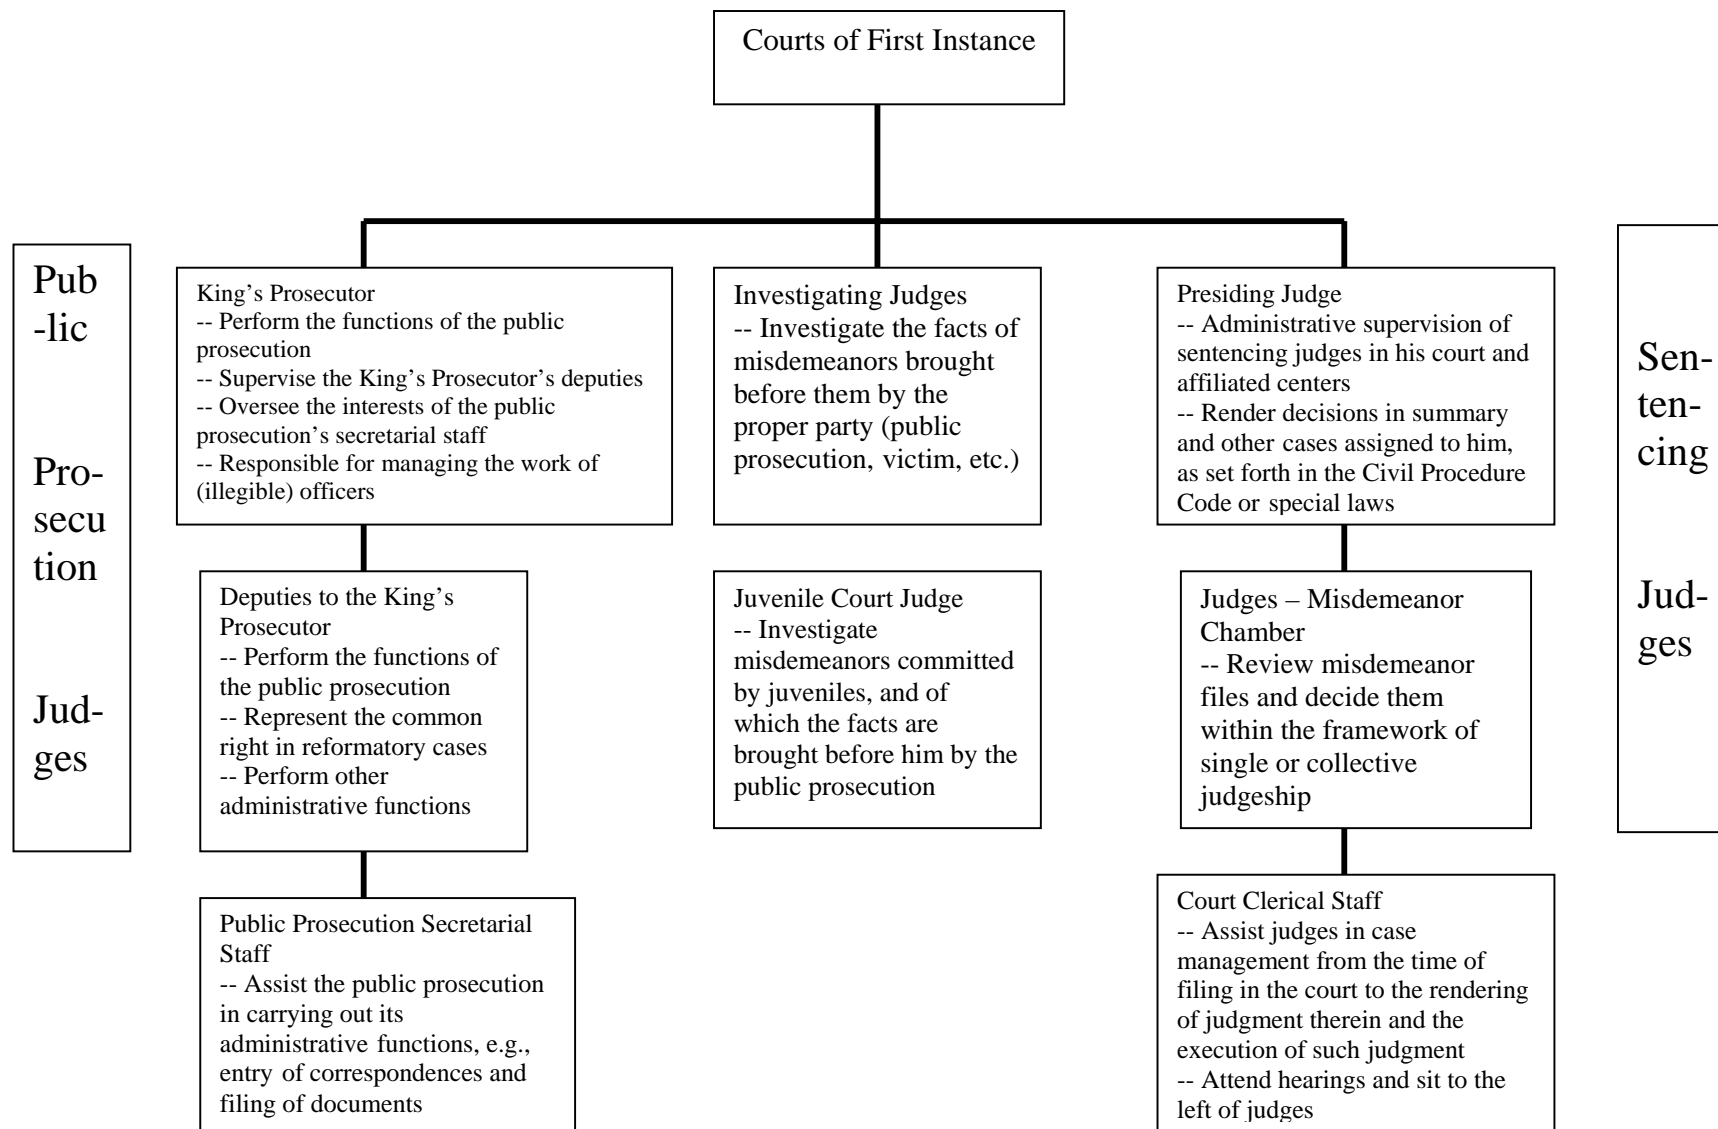 Courts of First Instance
Pub
-lic
Pro-
secu
tion
Jud-
ges
King’s Prosecutor
-- Perform the functions of the public
prosecution
-- Supervise the King’s Prosecutor’s deputies
-- Oversee the interests of the public
prosecution’s secretarial staff
-- Responsible for managing the work of
(illegible) officers
Investigating Judges
-- Investigate the facts of
misdemeanors brought
before them by the
proper party (public
prosecution, victim, etc.)
Presiding Judge
-- Administrative supervision of
sentencing judges in his court and
affiliated centers
-- Render decisions in summary
and other cases assigned to him,
as set forth in the Civil Procedure
Code or special laws
Sen-
ten-
cing
Jud-
ges
Deputies to the King’s
Prosecutor
-- Perform the functions of
the public prosecution
-- Represent the common
right in reformatory cases
-- Perform other
administrative functions
Juvenile Court Judge
-- Investigate
misdemeanors committed
by juveniles, and of
which the facts are
brought before him by the
public prosecution
Judges – Misdemeanor
Chamber
-- Review misdemeanor
files and decide them
within the framework of
single or collective
judgeship
Public Prosecution Secretarial
Staff
-- Assist the public prosecution
in carrying out its
administrative functions, e.g.,
entry of correspondences and
filing of documents
Court Clerical Staff
-- Assist judges in case
management from the time of
filing in the court to the rendering
of judgment therein and the
execution of such judgment
-- Attend hearings and sit to the
left of judges